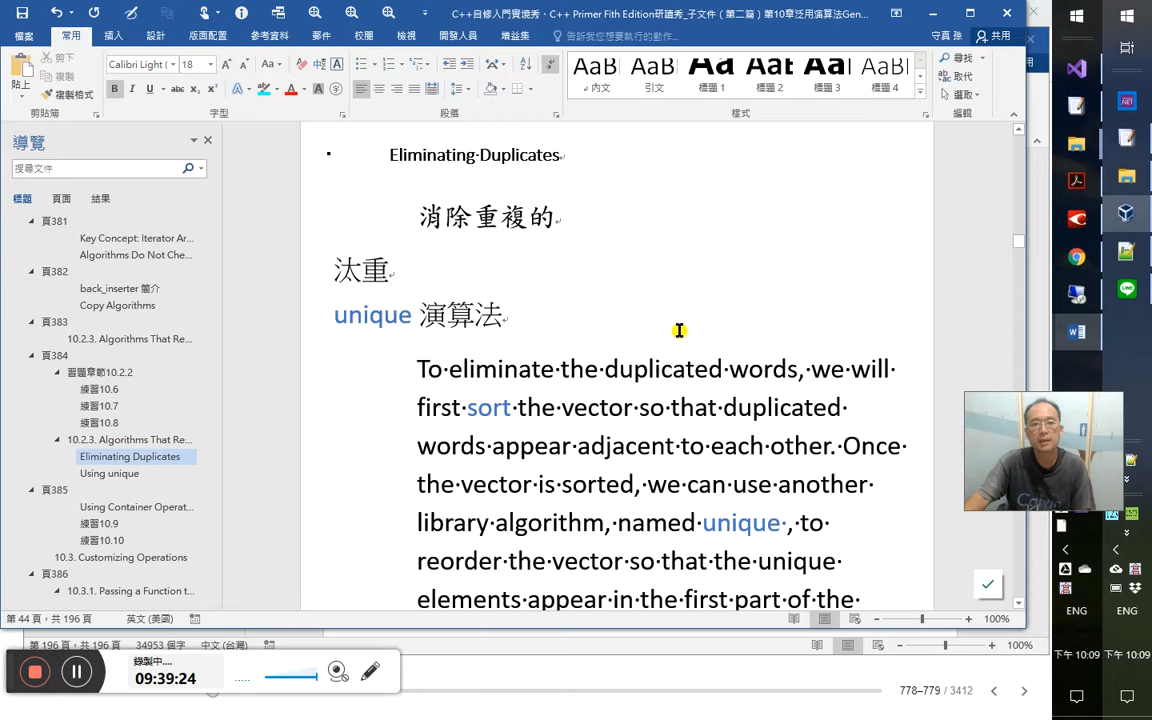 C++自修人門實境秀、C++ Primer Fith Edition研讀秀_子文件（第二篇）第10章泛用演算法Gen...
檔案 常用 插入 設計 版面配置 參考資料 郵件 校閱 檢視 開發人員 增益集 告訴我您想要執行的動作... 守真 孫 共用
貼上 剪下 複製 複製格式
Calibri Light ( 18
AaB AaB Aa AaB AaI AaBl
內文 引文 標題 1 標題 2 標題 3 標題 4
尋找 取代 選取
剪貼簿 字型 段落 樣式 編輯
導覽
搜尋文件
標題 頁面 結果
頁381
Key Concept: Iterator Ar...
Algorithms Do Not Che...
頁382
back_inserter 簡介
Copy Algorithms
頁383
10.2.3. Algorithms That Re...
頁384
習題章節10.2.2
練習10.6
練習10.7
練習10.8
10.2.3. Algorithms That Re...
Eliminating Duplicates
Using unique
頁385
Using Container Operat...
練習10.9
練習10.10
10.3. Customizing Operations
頁386
10.3.1. Passing a Function t
Eliminating·Duplicates
消除重複的
汰重
unique 演算法
To·eliminate·the·duplicated·words,·we·will·
first·sort·the·vector·so·that·duplicated·
words·appear·adjacent·to·each·other.·Once·
the·vector·is·sorted,·we·can·use·another·
library·algorithm,·named·unique·,·to·
reorder·the·vector·so·that·the·unique·
elements·appear·in·the·first·part·of·the·
第 44 頁，共 196 頁 英文 (美國) 100%
第 196 頁，共 196 頁 34953 個字 中文 (台灣) 100%
錄製中....
09:39:24
778–779 / 3412
ENG ENG
下午 10:09 下午 10:09